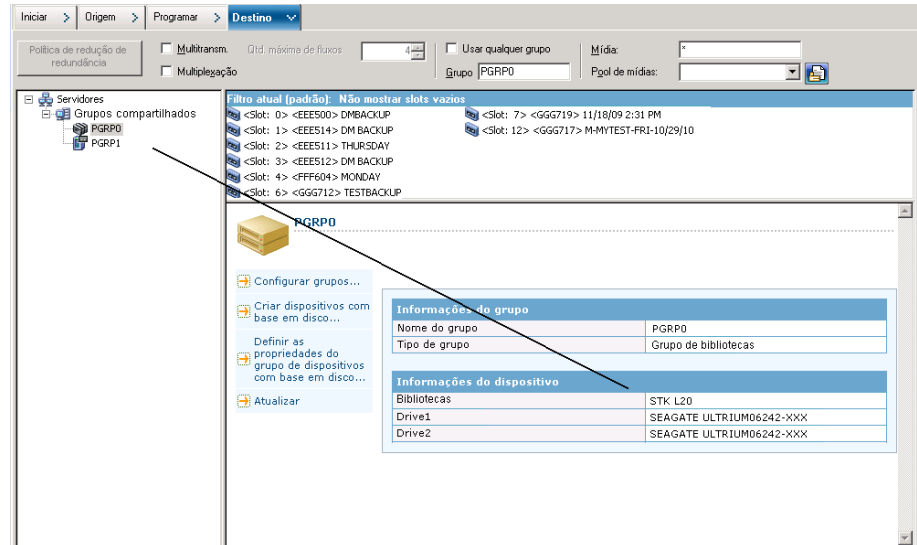 Iniciar > Origem > Programar > Destino
Política de redução de redundância
Multitransm.
Qtd. máxima de fluxos
4
Multiplexação
Usar qualquer grupo
Grupo PGRP0
Mídia: *
Pool de mídias:
Servidores
Grupos compartilhados
PGRP0
PGRP1
Filtro atual (padrão): Não mostrar slots vazios
<Slot: 0> <EEE500> DMBACKUP
<Slot: 1> <EEE514> DM BACKUP
<Slot: 2> <EEE511> THURSDAY
<Slot: 3> <EEE512> DM BACKUP
<Slot: 4> <FFF604> MONDAY
<Slot: 6> <GGG712> TESTBACKUP
<Slot: 7> <GGG719> 11/18/09 2:31 PM
<Slot: 12> <GGG717> M-MYTEST-FRI-10/29/10
PGRP0
Configurar grupos...
Criar dispositivos com
base em disco...
Definir as
propriedades do
grupo de dispositivos
com base em disco...
Atualizar
Informações do grupo
Nome do grupo PGRP0
Tipo de grupo Grupo de bibliotecas
Informações do dispositivo
Bibliotecas STK L20
Drive1 SEAGATE ULTRIUM06242-XXX
Drive2 SEAGATE ULTRIUM06242-XXX